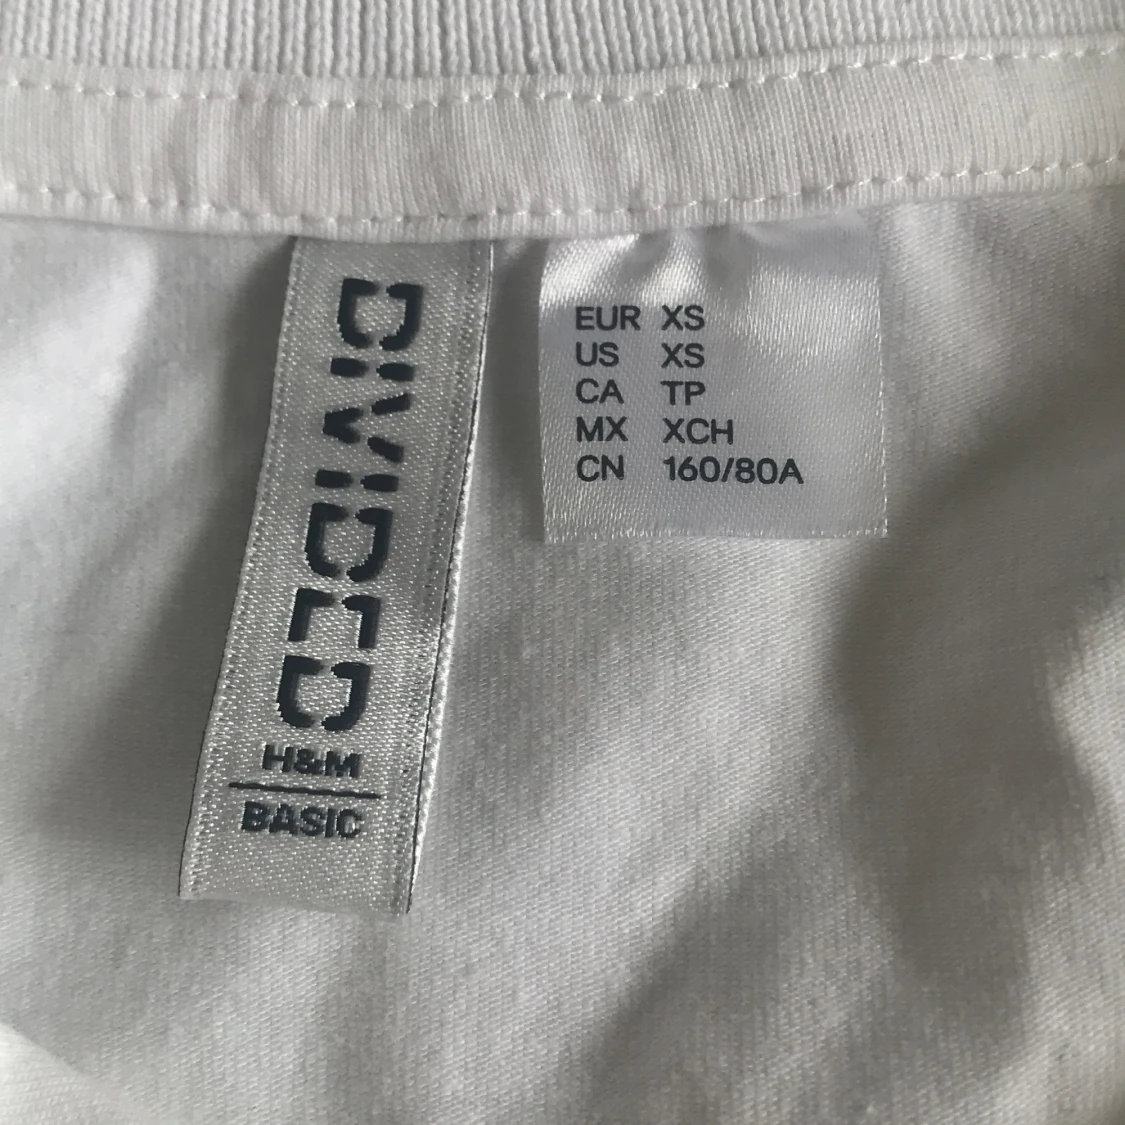 DIVIDED
H&M
BASIC
EUR XS
US XS
CA TP
MX XCH
CN 160/80A